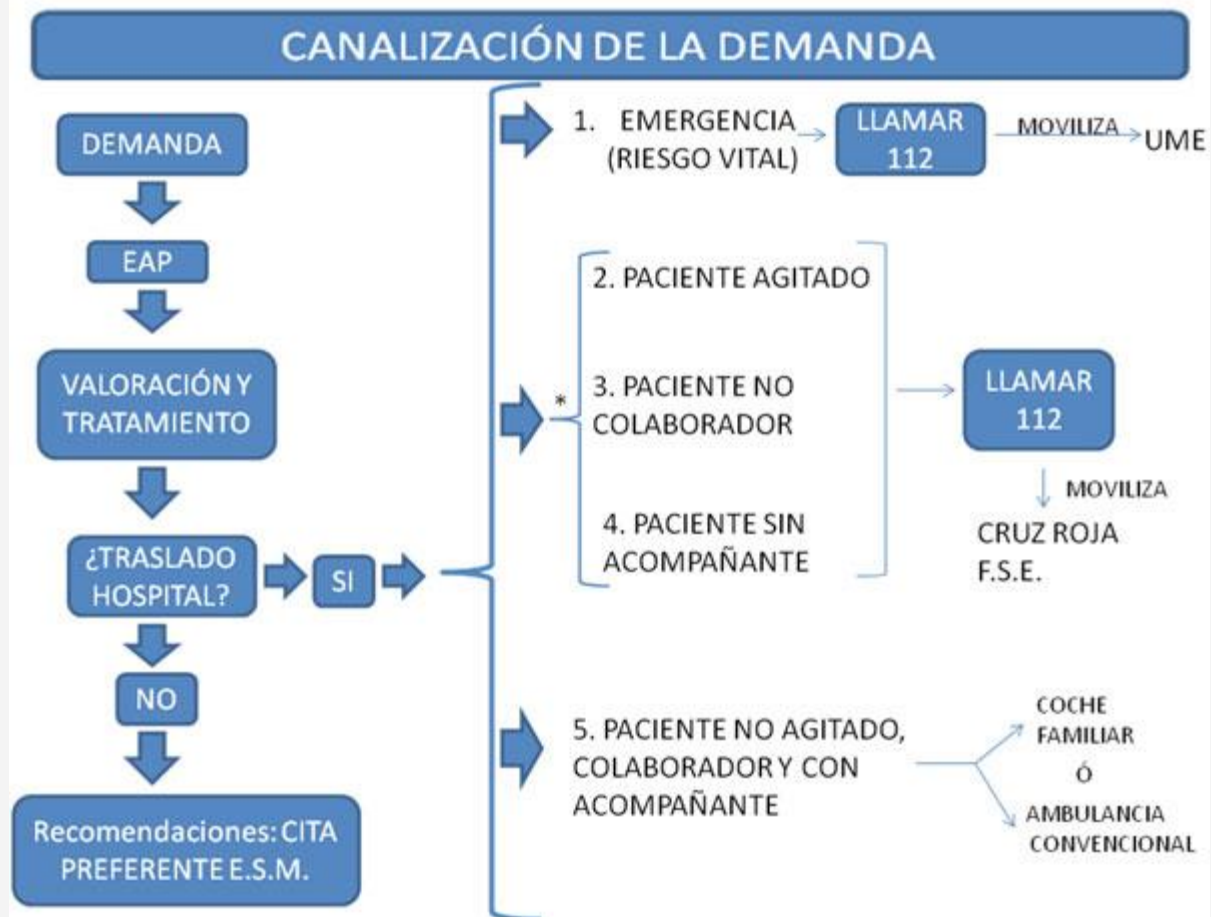 CANALIZACIÓN DE LA DEMANDA
DEMANDA
EAP
VALORACIÓN Y
TRATAMIENTO
¿TRASLADO
HOSPITAL?
SI
NO
Recomendaciones: CITA
PREFERENTE E.S.M.
1. EMERGENCIA
(RIESGO VITAL)
LLAMAR
112
MOVILIZA
UME
*
2. PACIENTE AGITADO
3. PACIENTE NO
COLABORADOR
4. PACIENTE SIN
ACOMPAÑANTE
LLAMAR
112
MOVILIZA
CRUZ ROJA
F.S.E.
5. PACIENTE NO AGITADO,
COLABORADOR Y CON
ACOMPAÑANTE
COCHE
FAMILIAR
Ó
AMBULANCIA
CONVENCIONAL